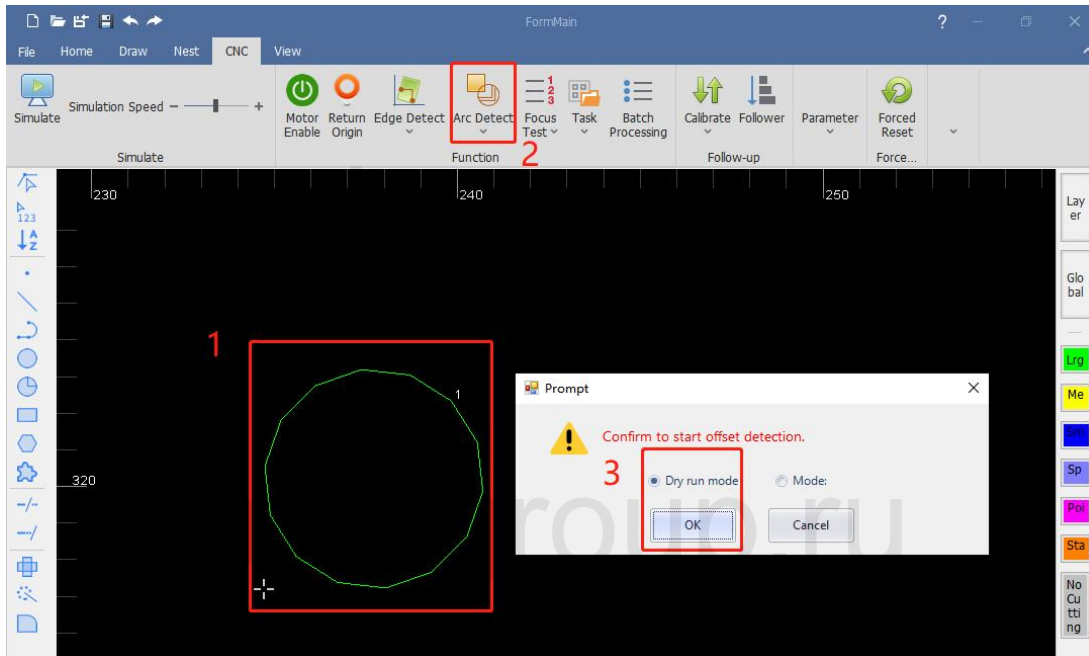 FormMain
?
File Home Draw Nest CNC View
Simulate
Simulation Speed
Motor Enable
Return Origin
Edge Detect
Arc Detect
Focus Test
Task
Batch Processing
Calibrate
Follower
Parameter
Forced Reset
Simulate
Function
2
Follow-up
Force...
230
240
250
123
A
Z
Lay
er
Glo
bal
1
1
Prompt
Confirm to start offset detection.
3
Dry run mode
Mode:
OK
Cancel
320
roup.ru
Lrg
Me
Sm
Sp
Poi
Sta
No
Cu
tti
ng